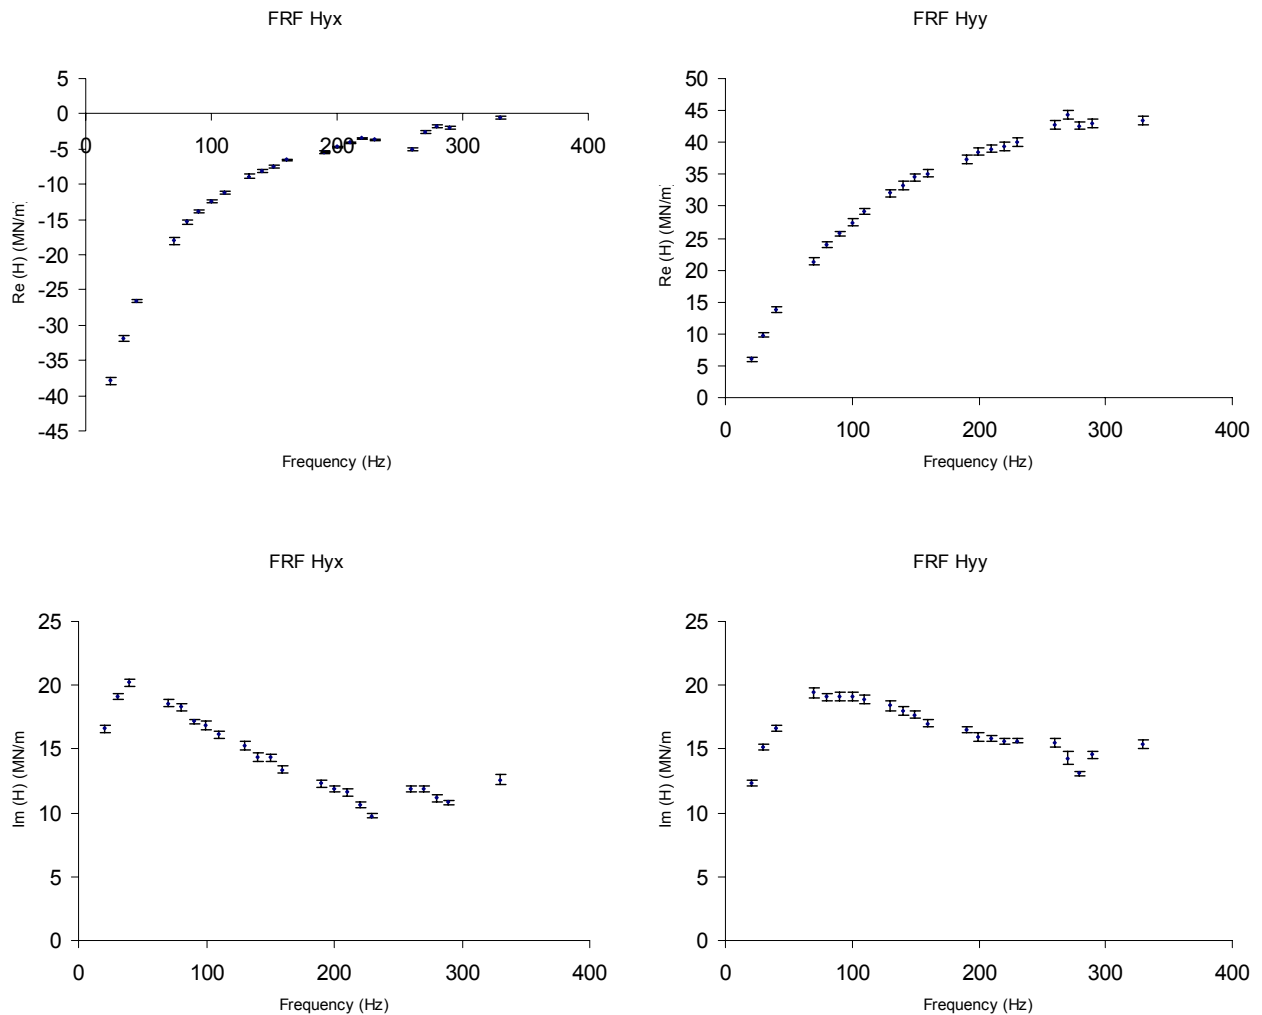 FRF Hyx
5
0
-5
-10
-15
-20
-25
-30
-35
-40
-45
0 100 200 300 400
Re (H) (MN/m)
Frequency (Hz)
FRF Hyy
50
45
40
35
30
25
20
15
10
5
0
0 100 200 300 400
Re (H) (MN/m)
Frequency (Hz)
FRF Hyx
25
20
15
10
5
0
0 100 200 300 400
Im (H) (MN/m
Frequency (Hz)
FRF Hyy
25
20
15
10
5
0
0 100 200 300 400
Im (H) (MN/m
Frequency (Hz)